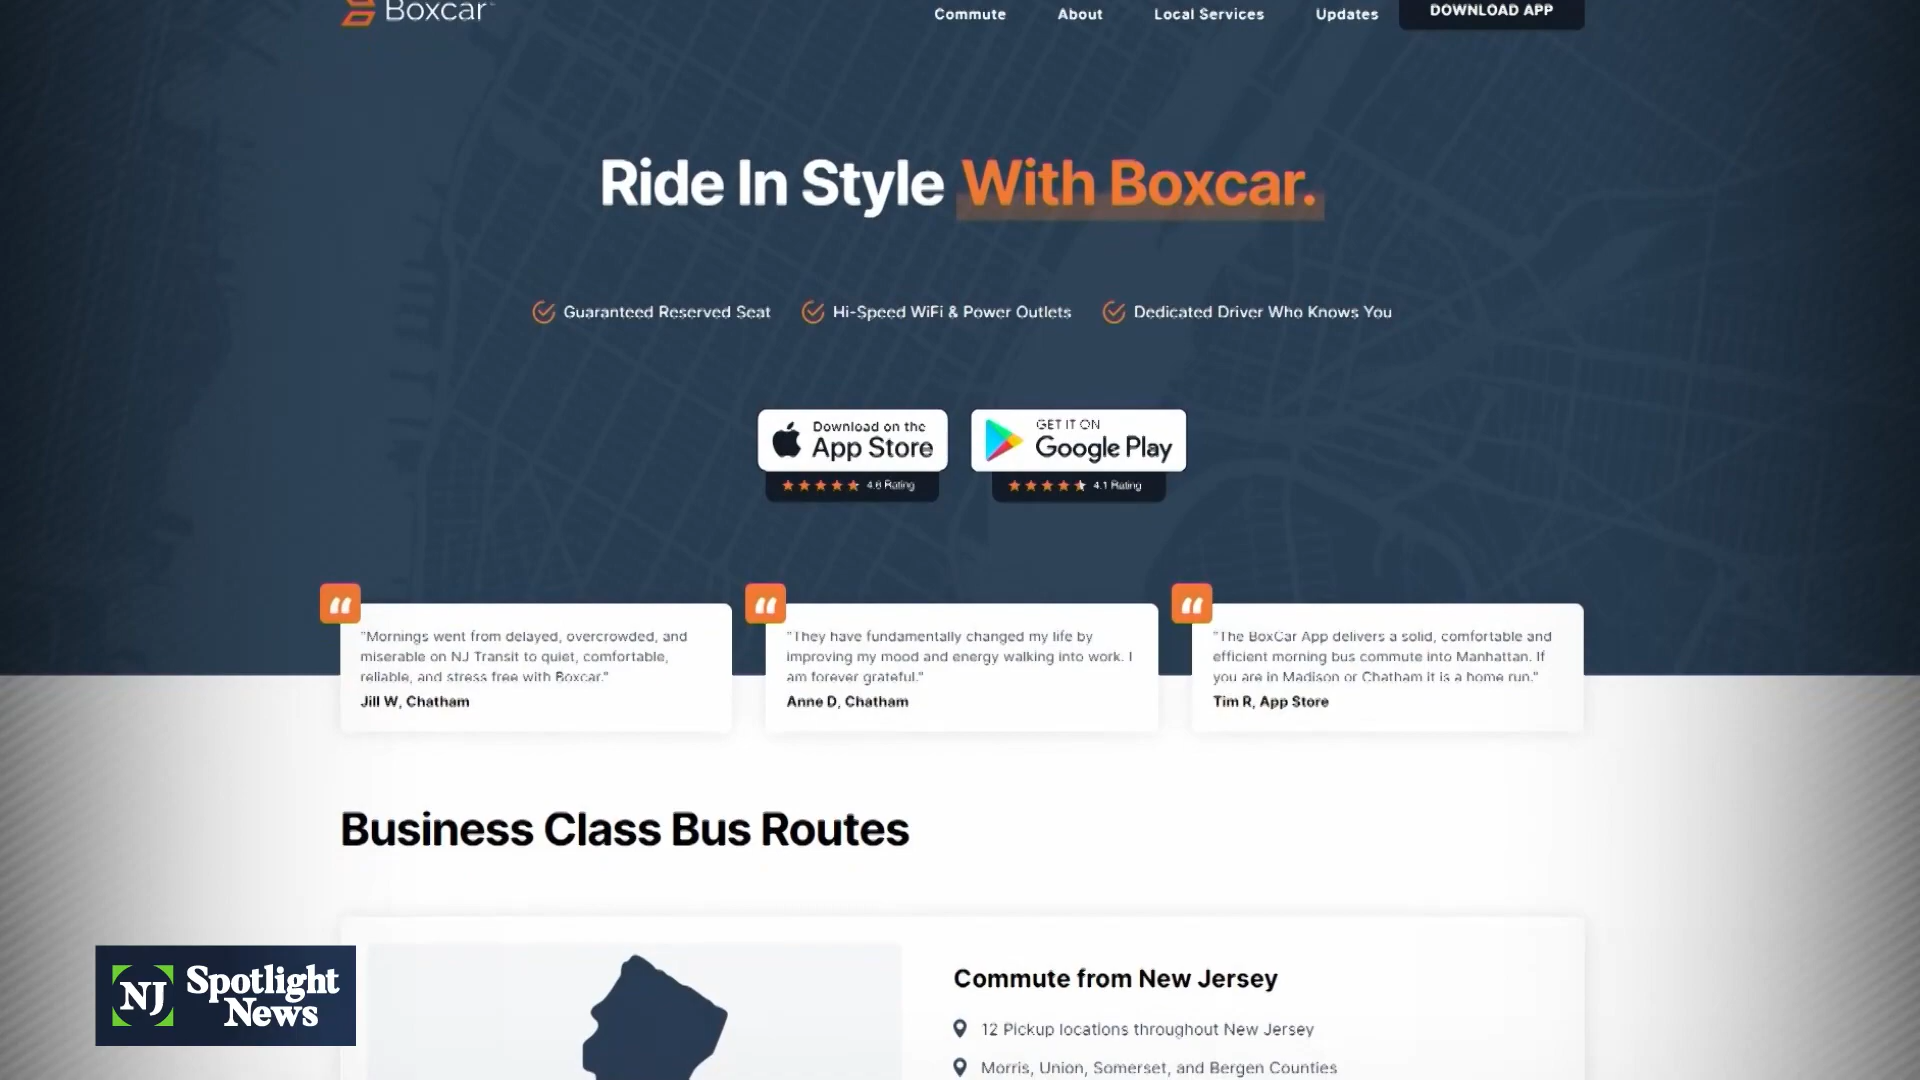 Boxcar
Commute
About
Local Services
Updates
DOWNLOAD APP
Ride In Style With Boxcar.
Guaranteed Reserved Seat
Hi-Speed WiFi & Power Outlets
Dedicated Driver Who Knows You
Download on the
App Store
GET IT ON
Google Play
4.6 Rating
4.1 Rating
"Mornings went from delayed, overcrowded, and
miserable on NJ Transit to quiet, comfortable,
reliable, and stress free with Boxcar."
Jill W, Chatham
"They have fundamentally changed my life by
improving my mood and energy walking into work. I
am forever grateful."
Anne D, Chatham
"The BoxCar App delivers a solid, comfortable and
efficient morning bus commute into Manhattan. If
you are in Madison or Chatham it is a home run."
Tim R, App Store
Business Class Bus Routes
Commute from New Jersey
12 Pickup locations throughout New Jersey
Morris, Union, Somerset, and Bergen Counties
NJ Spotlight
News